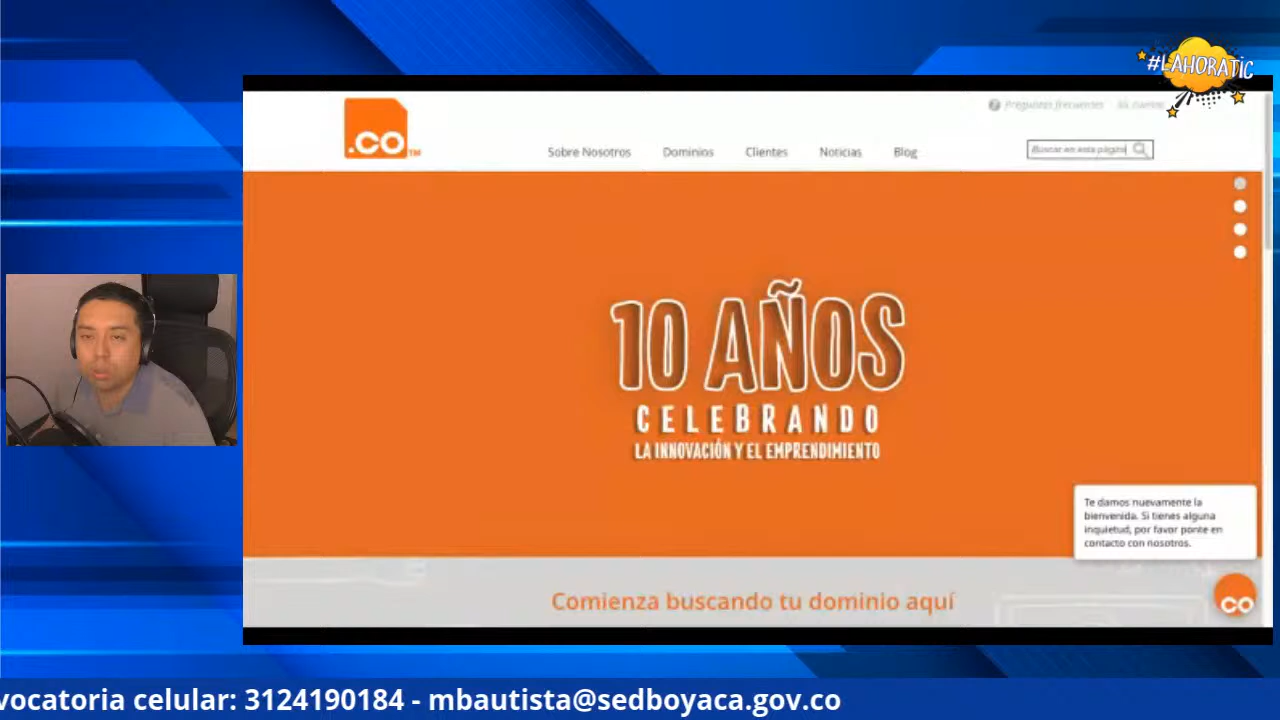 #LAHORATIC
Preguntas frecuentes
.CO™
Sobre Nosotros Dominios Clientes Noticias Blog
Buscar en esta página
10 AÑOS
CELEBRANDO
LA INNOVACIÓN Y EL EMPRENDIMIENTO
Te damos nuevamente la
bienvenida. Si tienes alguna
inquietud, por favor ponte en
contacto con nosotros.
Comienza buscando tu dominio aquí
CO
vocatoria celular: 3124190184 - mbautista@sedboyaca.gov.co